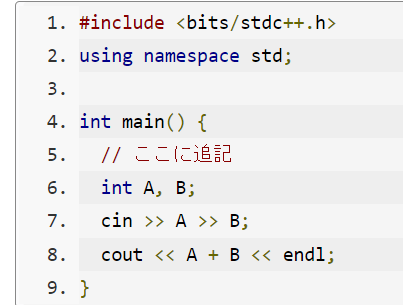 1. #include <bits/stdc++.h>
2. using namespace std;
3.
4. int main() {
5.   // ここに追記
6.   int A, B;
7.   cin >> A >> B;
8.   cout << A + B << endl;
9. }